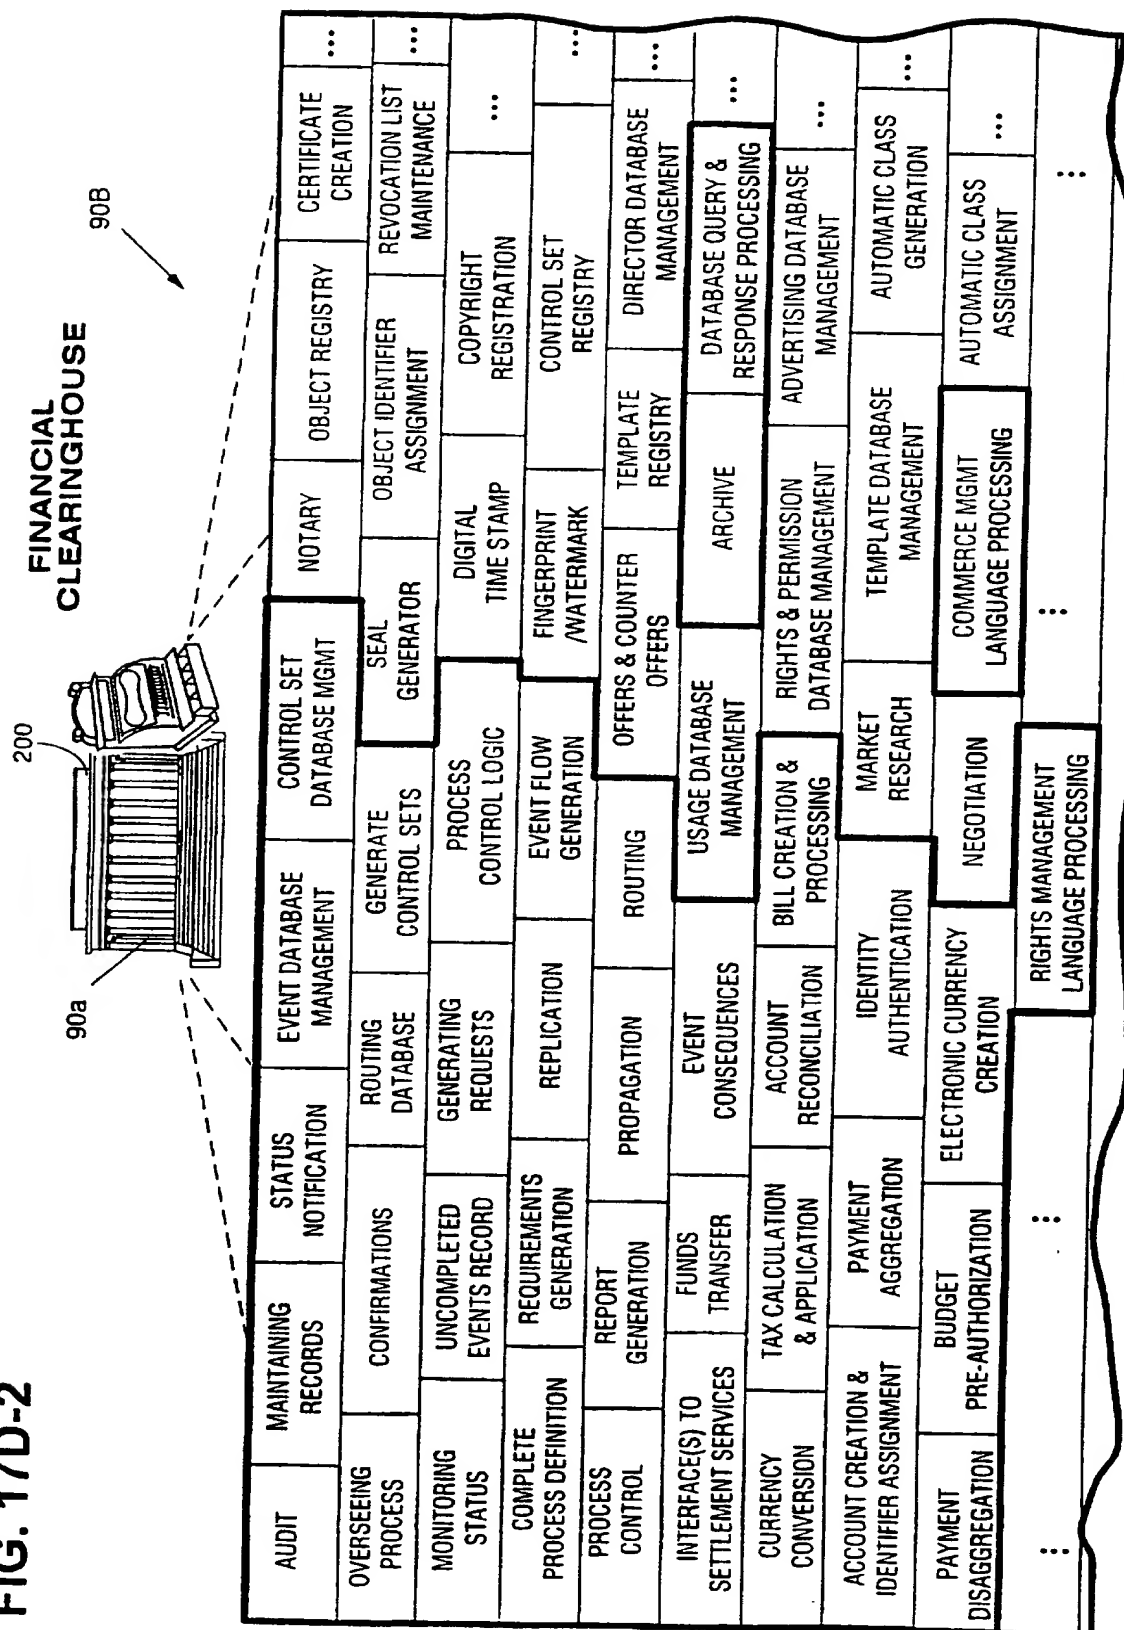 FIG. 17D-2
FINANCIAL
CLEARINGHOUSE
200
90a
90B
AUDIT
MAINTAINING
RECORDS
STATUS
NOTIFICATION
EVENT DATABASE
MANAGEMENT
CONTROL SET
DATABASE MGMT
NOTARY
OBJECT REGISTRY
CERTIFICATE
CREATION
...
OVERSEEING
PROCESS
CONFIRMATIONS
ROUTING
DATABASE
GENERATE
CONTROL SETS
SEAL
GENERATOR
OBJECT IDENTIFIER
ASSIGNMENT
REVOCATION LIST
MAINTENANCE
...
MONITORING
STATUS
UNCOMPLETED
EVENTS RECORD
GENERATING
REQUESTS
PROCESS
CONTROL LOGIC
DIGITAL
TIME STAMP
COPYRIGHT
REGISTRATION
...
COMPLETE
PROCESS DEFINITION
REQUIREMENTS
GENERATION
REPLICATION
EVENT FLOW
GENERATION
FINGERPRINT
/WATERMARK
CONTROL SET
REGISTRY
...
PROCESS
CONTROL
REPORT
GENERATION
PROPAGATION
ROUTING
OFFERS & COUNTER
OFFERS
TEMPLATE
REGISTRY
DIRECTOR DATABASE
MANAGEMENT
...
INTERFACE(S) TO
SETTLEMENT SERVICES
FUNDS
TRANSFER
EVENT
CONSEQUENCES
USAGE DATABASE
MANAGEMENT
ARCHIVE
DATABASE QUERY &
RESPONSE PROCESSING
...
CURRENCY
CONVERSION
TAX CALCULATION
& APPLICATION
ACCOUNT
RECONCILIATION
BILL CREATION &
PROCESSING
RIGHTS & PERMISSION
DATABASE MANAGEMENT
ADVERTISING DATABASE
MANAGEMENT
...
ACCOUNT CREATION &
IDENTIFIER ASSIGNMENT
PAYMENT
AGGREGATION
IDENTITY
AUTHENTICATION
MARKET
RESEARCH
TEMPLATE DATABASE
MANAGEMENT
AUTOMATIC CLASS
GENERATION
...
PAYMENT
DISAGGREGATION
BUDGET
PRE-AUTHORIZATION
ELECTRONIC CURRENCY
CREATION
NEGOTIATION
COMMERCE MGMT
LANGUAGE PROCESSING
AUTOMATIC CLASS
ASSIGNMENT
...
...
...
RIGHTS MANAGEMENT
LANGUAGE PROCESSING
...
...